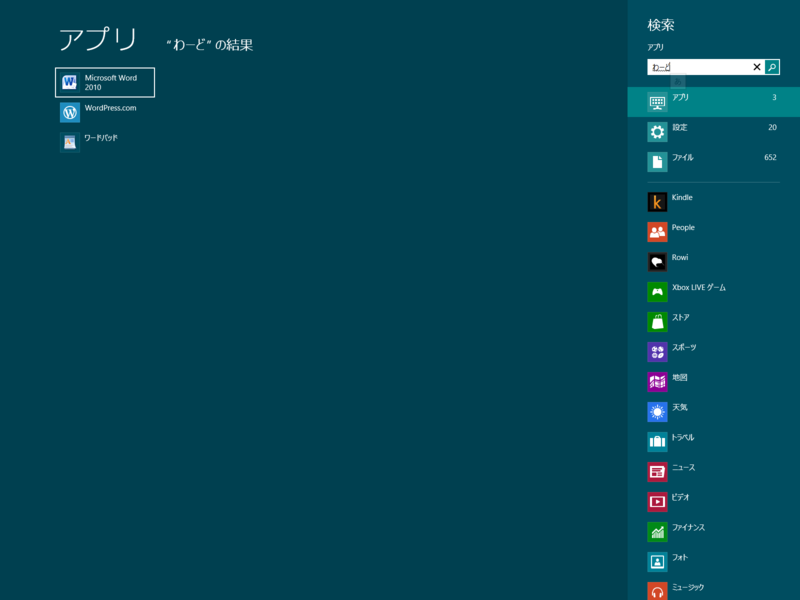 アプリ "わーど" の結果
Microsoft Word
2010
WordPress.com
ワードパッド
検索
アプリ
わーど
アプリ 3
設定 20
ファイル 652
Kindle
People
Rowi
Xbox LIVE ゲーム
ストア
スポーツ
地図
天気
トラベル
ニュース
ビデオ
ファイナンス
フォト
ミュージック